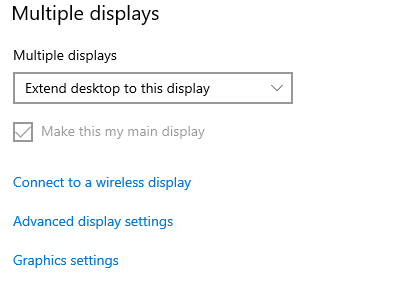 Multiple displays
Multiple displays
Extend desktop to this display
Make this my main display
Connect to a wireless display
Advanced display settings
Graphics settings